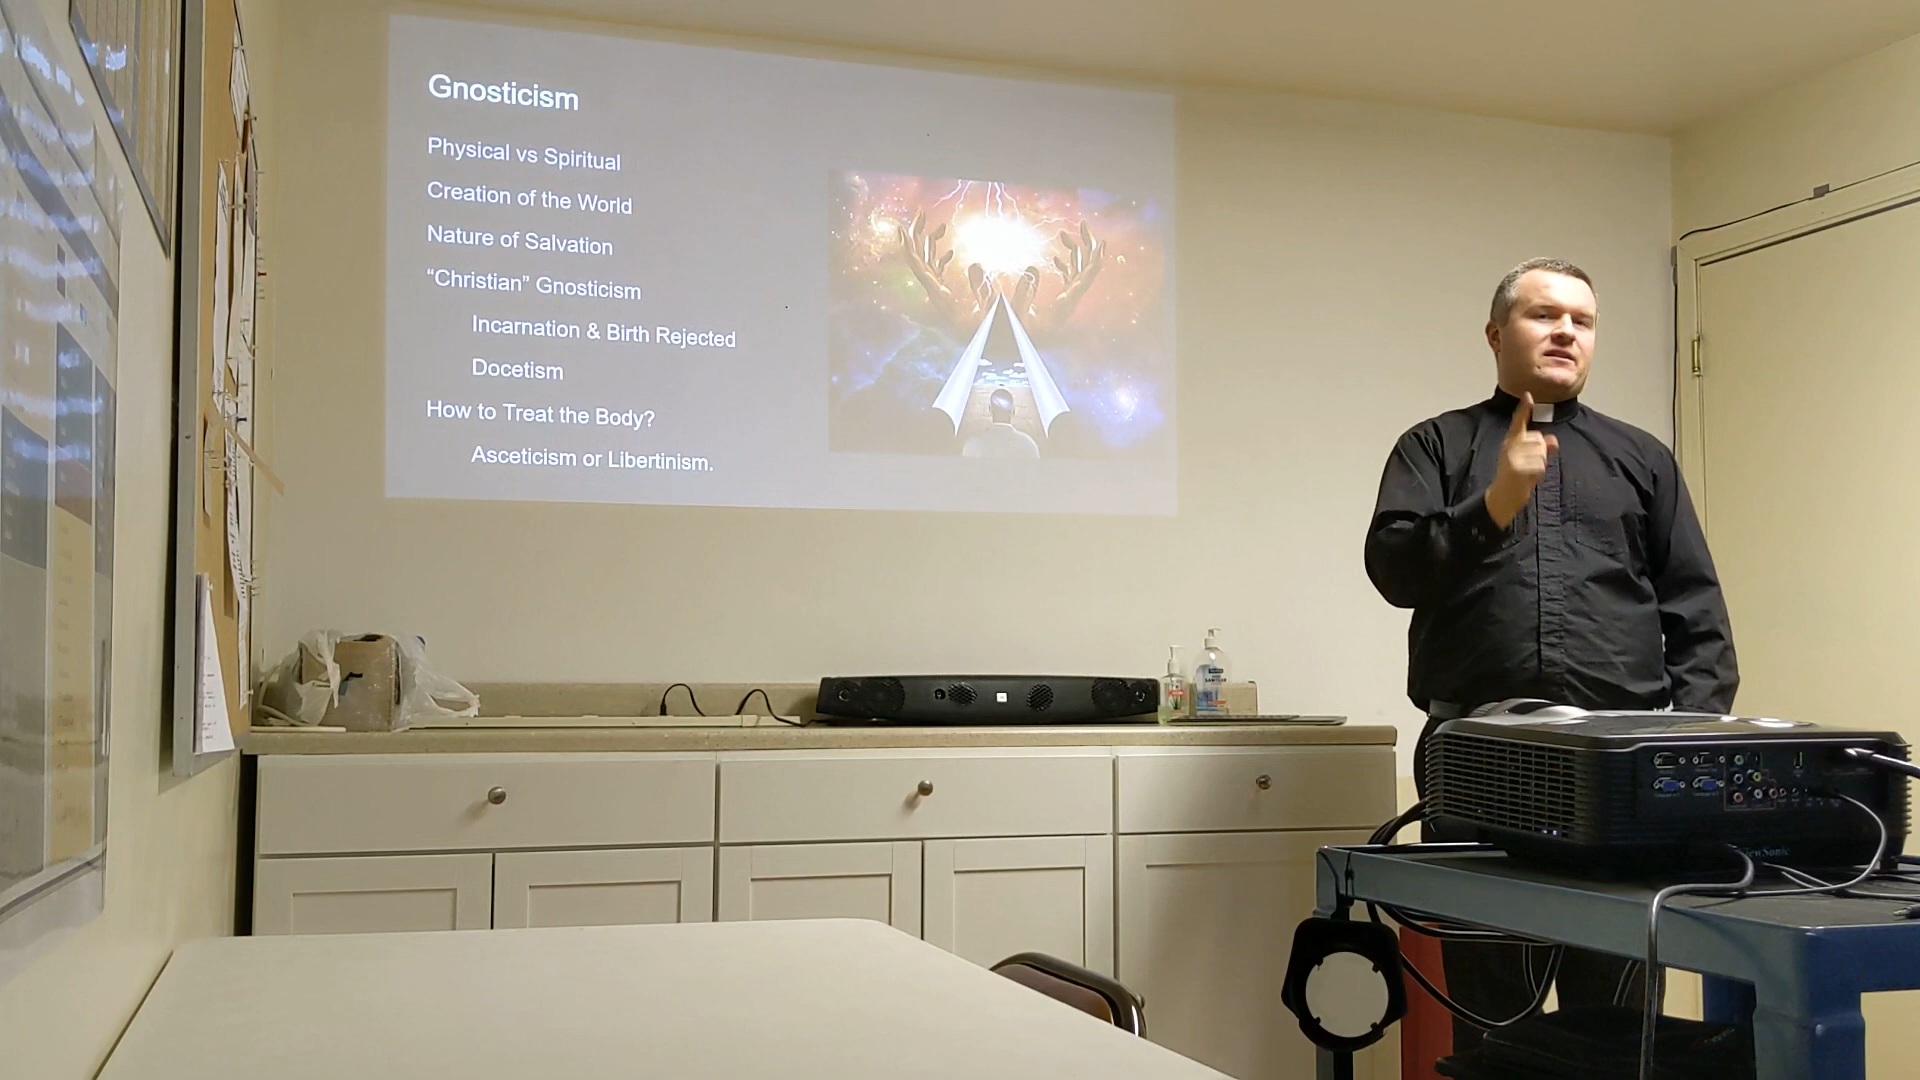 Gnosticism
Physical vs Spiritual
Creation of the World
Nature of Salvation
“Christian” Gnosticism
Incarnation & Birth Rejected
Docetism
How to Treat the Body?
Asceticism or Libertinism.
ViewSonic